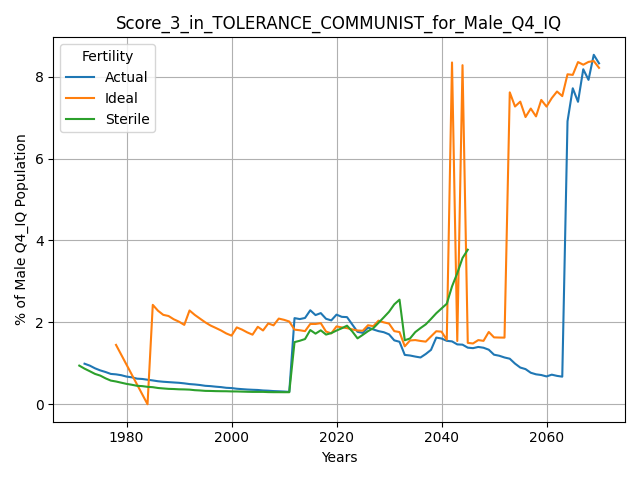 Score_3_in_TOLERANCE_COMMUNIST_for_Male_Q4_IQ
Fertility
Actual
Ideal
Sterile
% of Male Q4_IQ Population
8
6
4
2
0
1980 2000 2020 2040 2060
Years